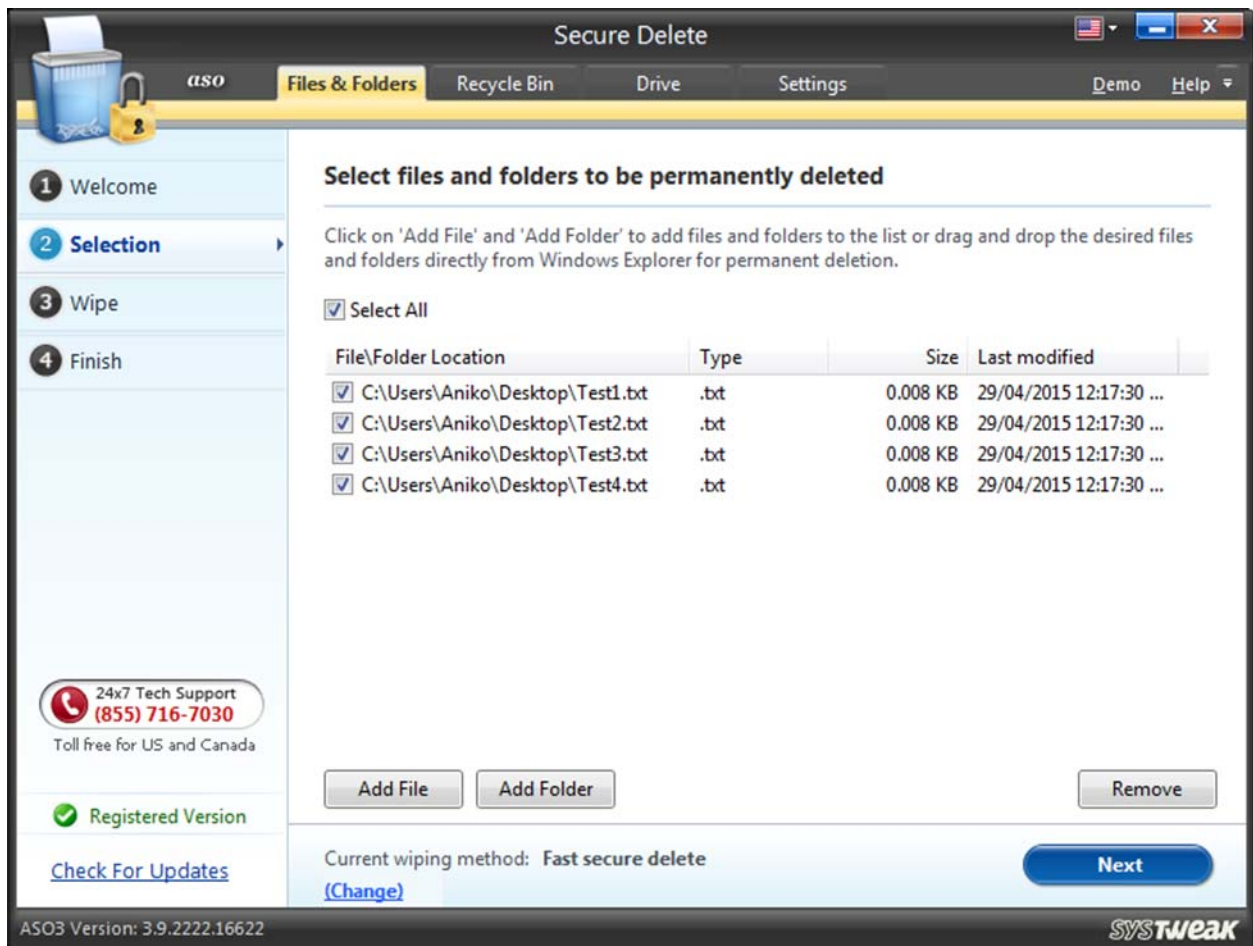 Secure Delete
aso
Files & Folders
Recycle Bin
Drive
Settings
Demo
Help
1 Welcome
2 Selection
3 Wipe
4 Finish
24x7 Tech Support
(855) 716-7030
Toll free for US and Canada
Registered Version
Check For Updates
Select files and folders to be permanently deleted
Click on 'Add File' and 'Add Folder' to add files and folders to the list or drag and drop the desired files
and folders directly from Windows Explorer for permanent deletion.
Select All
File\Folder Location Type Size Last modified
C:\Users\Aniko\Desktop\Test1.txt .txt 0.008 KB 29/04/2015 12:17:30 ...
C:\Users\Aniko\Desktop\Test2.txt .txt 0.008 KB 29/04/2015 12:17:30 ...
C:\Users\Aniko\Desktop\Test3.txt .txt 0.008 KB 29/04/2015 12:17:30 ...
C:\Users\Aniko\Desktop\Test4.txt .txt 0.008 KB 29/04/2015 12:17:30 ...
Add File
Add Folder
Remove
Current wiping method: Fast secure delete
(Change)
Next
ASO3 Version: 3.9.2222.16622
SYSTweak